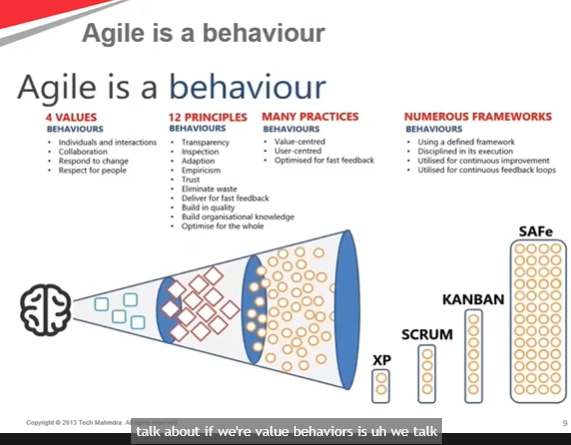 Agile is a behaviour
Agile is a behaviour
4 VALUES
BEHAVIOURS
• Individuals and interactions
• Collaboration
• Respond to change
• Respect for people
12 PRINCIPLES
BEHAVIOURS
• Transparency
• Inspection
• Adaption
• Empiricism
• Trust
• Eliminate waste
• Deliver for fast feedback
• Build in quality
• Build organisational knowledge
• Optimise for the whole
MANY PRACTICES
BEHAVIOURS
• Value-centred
• User-centred
• Optimised for fast feedback
NUMEROUS FRAMEWORKS
BEHAVIOURS
• Using a defined framework
• Disciplined in its execution
• Utilised for continuous improvement
• Utilised for continuous feedback loops
XP
SCRUM
KANBAN
SAFe
Copyright © 2013 Tech Mahindra. All
9
talk about if we're value behaviors is uh we talk